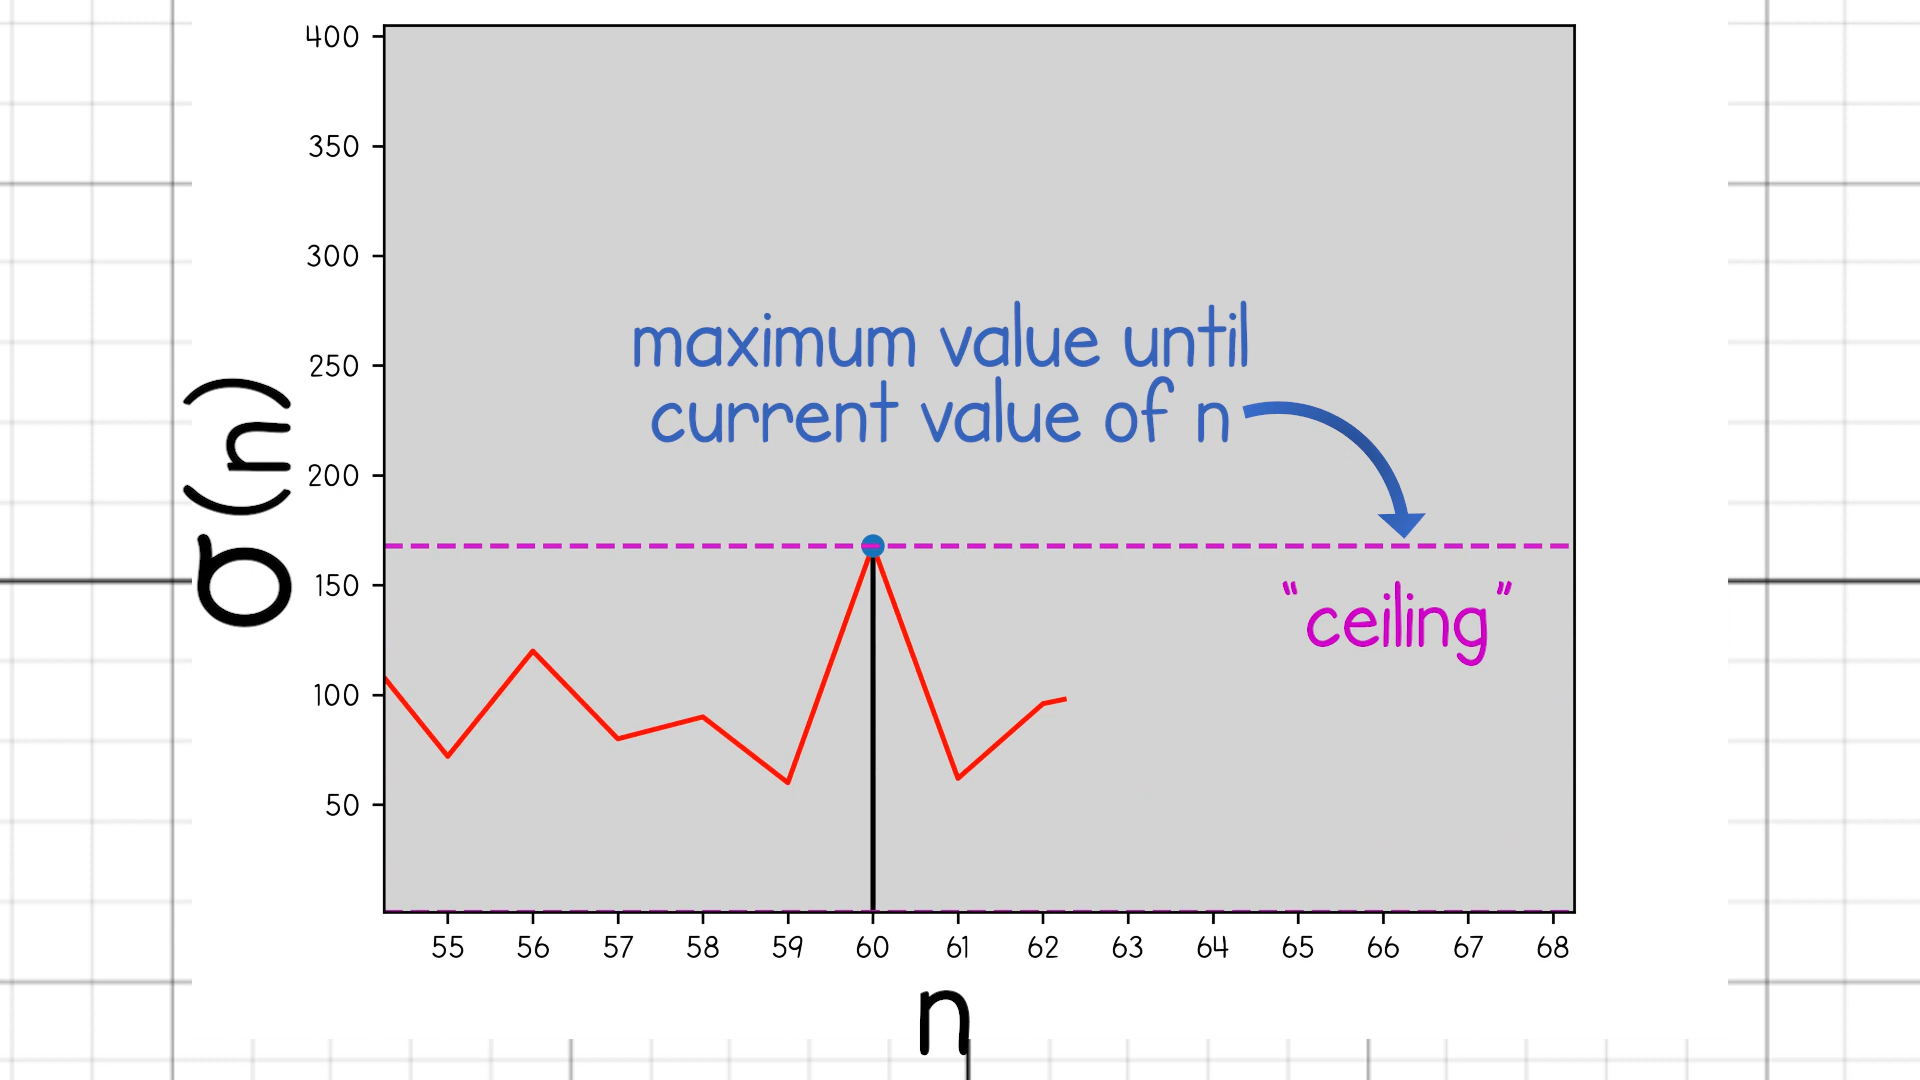 400
350
300
250
200
150
100
50
σ(n)
maximum value until
current value of n
"ceiling"
55 56 57 58 59 60 61 62 63 64 65 66 67 68
n